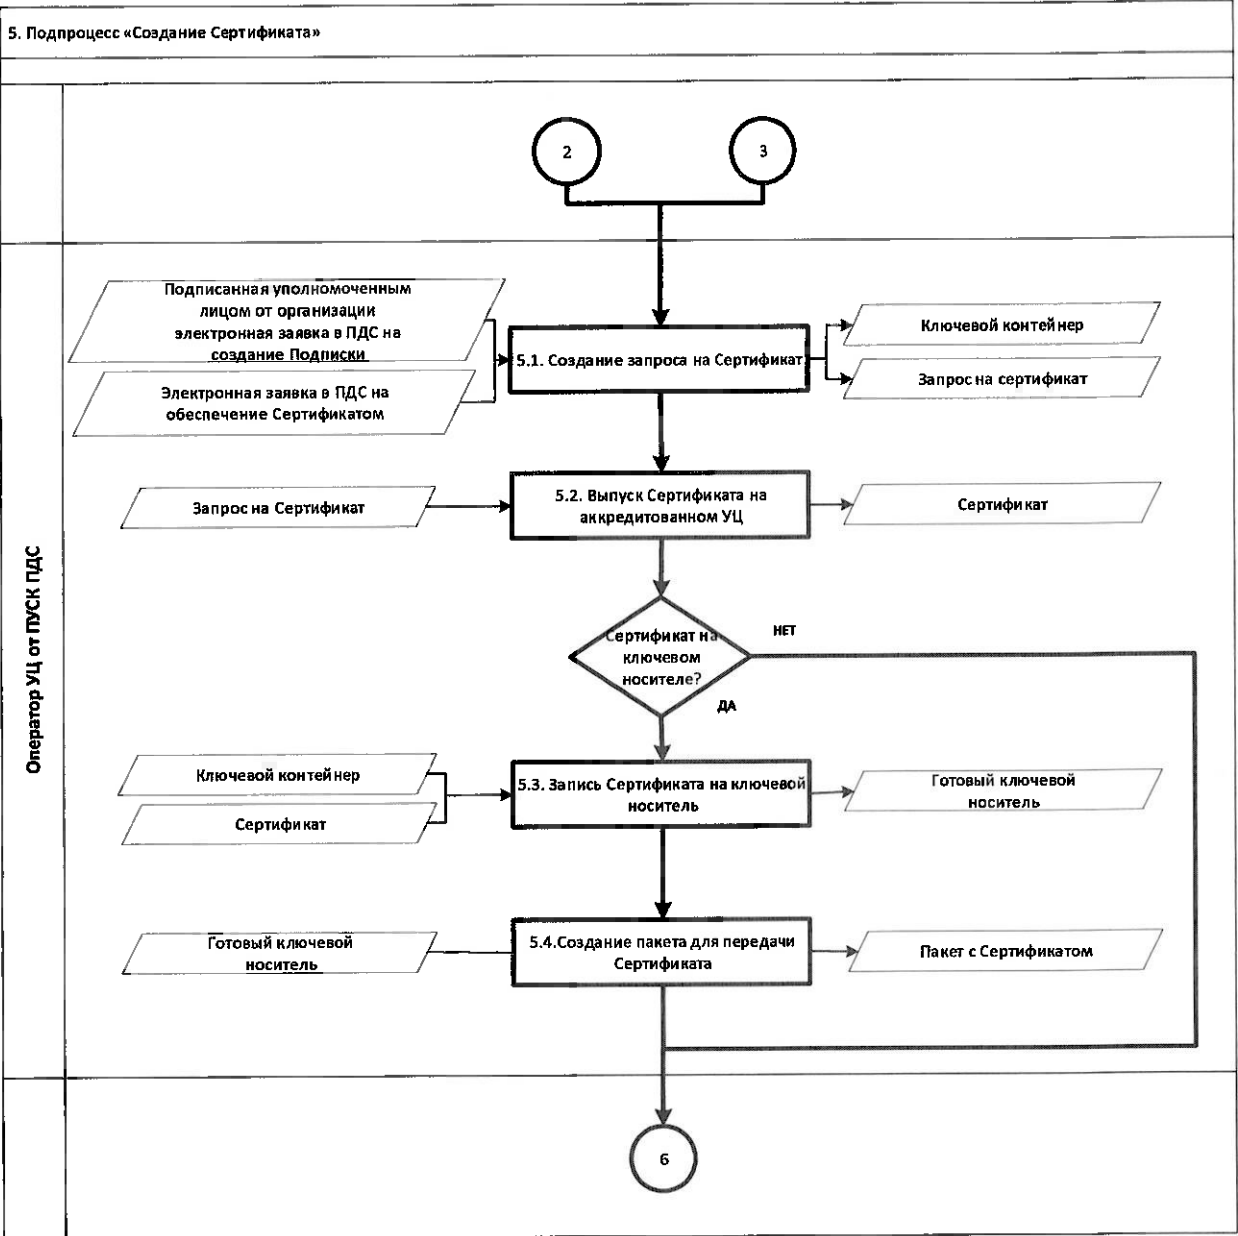 5. Подпроцесс «Создание Сертификата»
2
3
Подписанная уполномоченным
лицом от организации
электронная заявка в ПДС на
создание Подписки
Электронная заявка в ПДС на
обеспечение Сертификатом
5.1. Создание запроса на Сертификат
Ключевой контейнер
Запрос на сертификат
Запрос на Сертификат
5.2. Выпуск Сертификата на
аккредитованном УЦ
Сертификат
Оператор УЦ от ПУСК ПДС
Сертификат на
ключевом
носителе?
НЕТ
ДА
Ключевой контейнер
Сертификат
5.3. Запись Сертификата на ключевой
носитель
Готовый ключевой
носитель
Готовый ключевой
носитель
5.4.Создание пакета для передачи
Сертификата
Пакет с Сертификатом
6